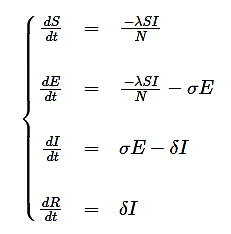 dS/dt = −λSI/N
dE/dt = −λSI/N − σE
dI/dt = σE − δI
dR/dt = δI